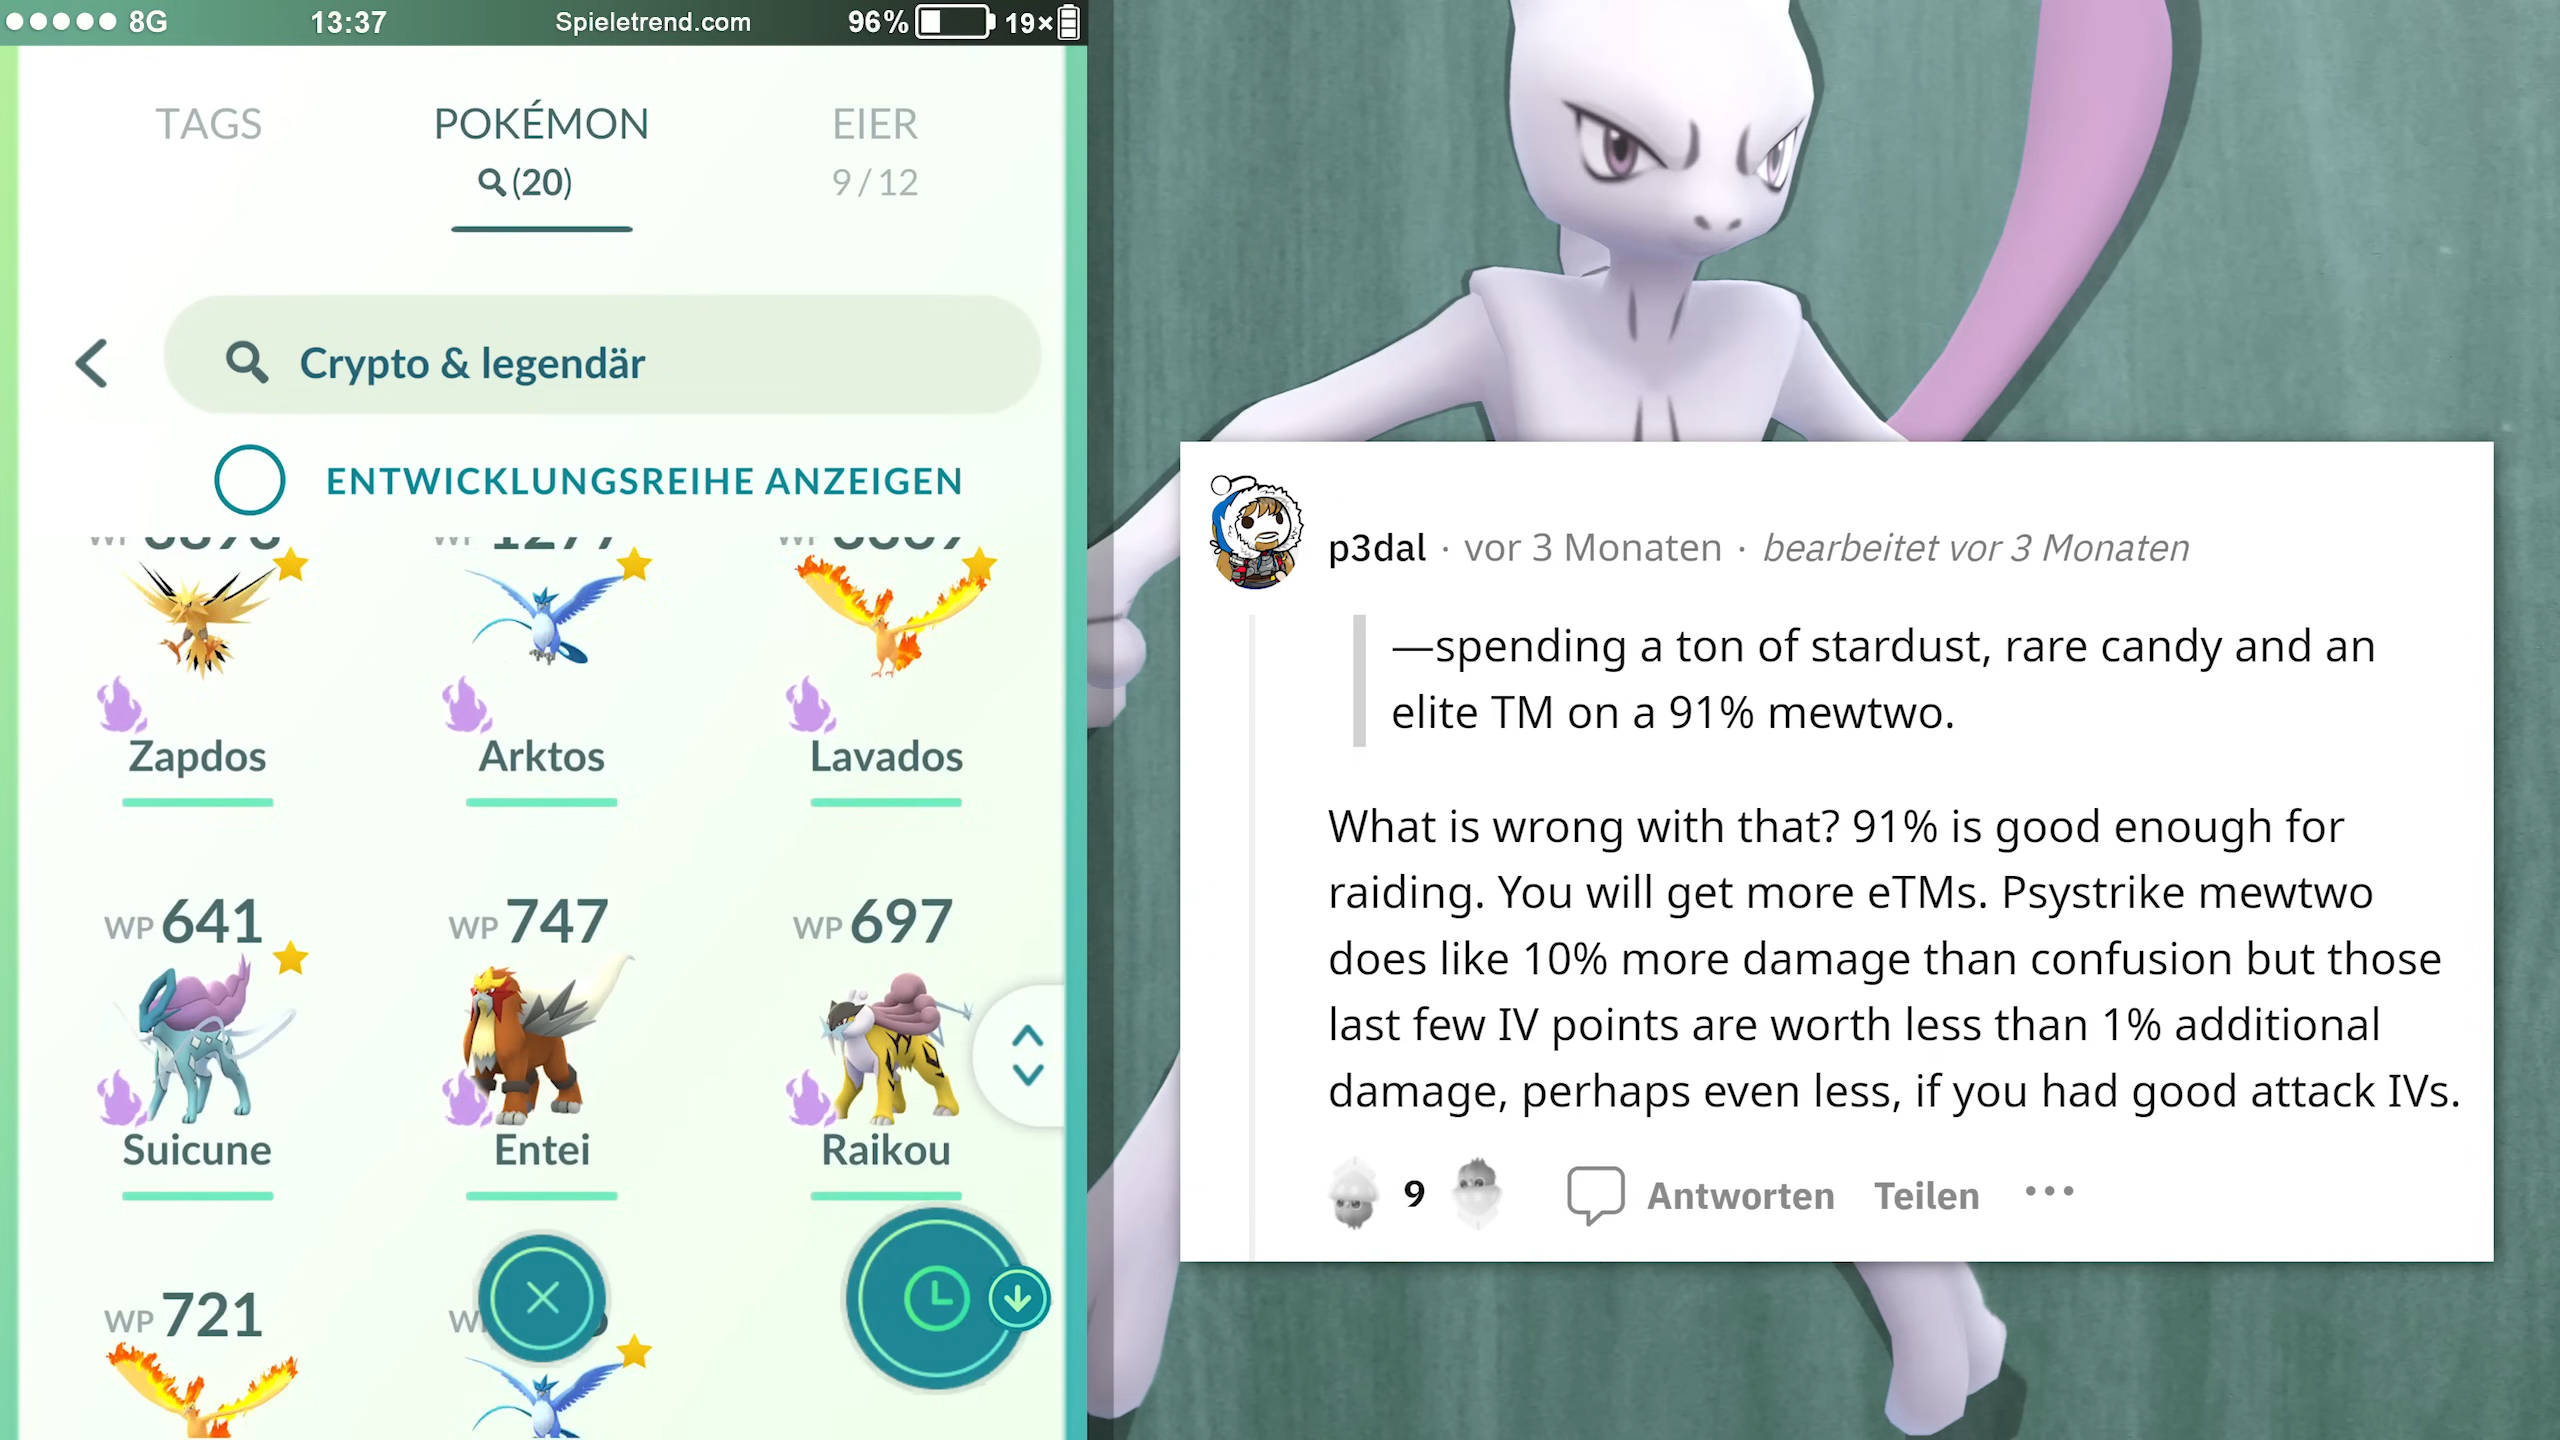 8G 13:37 Spieletrend.com 96% 19×
TAGS POKÉMON EIER
(20) 9 / 12
Crypto & legendär
ENTWICKLUNGSREIHE ANZEIGEN
Zapdos Arktos Lavados
WP 641 WP 747 WP 697
Suicune Entei Raikou
WP 721
p3dal · vor 3 Monaten · bearbeitet vor 3 Monaten
—spending a ton of stardust, rare candy and an
elite TM on a 91% mewtwo.
What is wrong with that? 91% is good enough for
raiding. You will get more eTMs. Psystrike mewtwo
does like 10% more damage than confusion but those
last few IV points are worth less than 1% additional
damage, perhaps even less, if you had good attack IVs.
9 Antworten Teilen •••